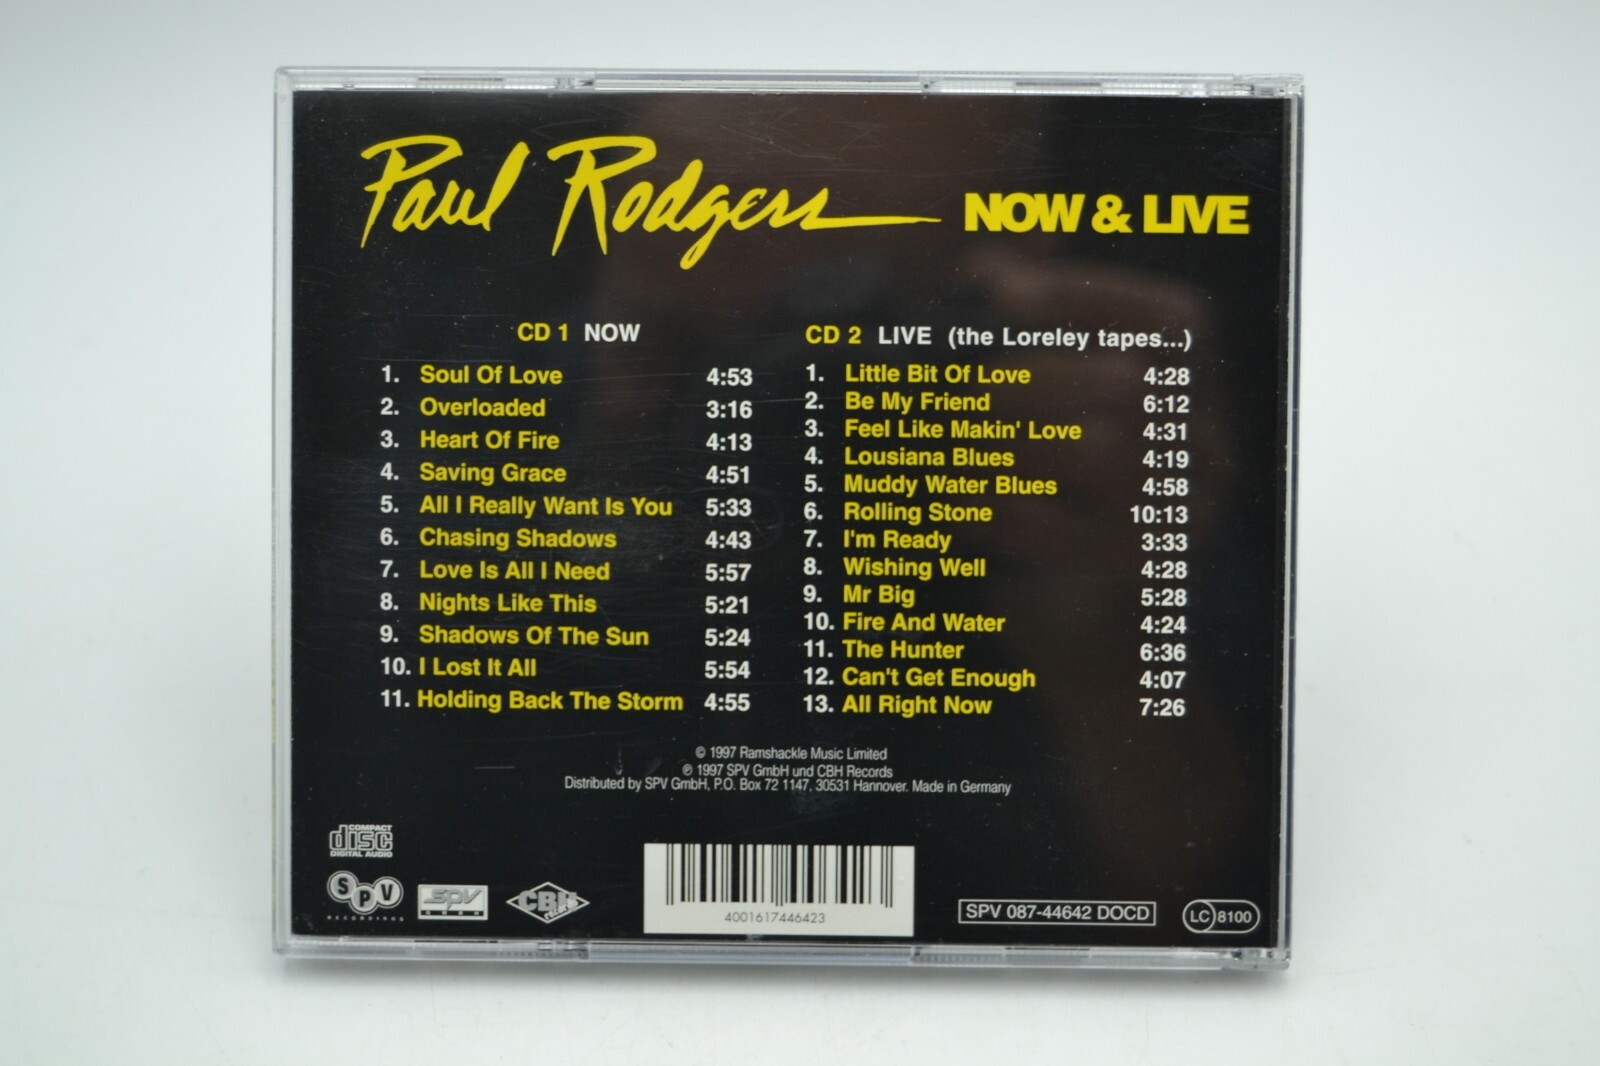 Paul Rodgers NOW & LIVE
CD 1 NOW
1. Soul Of Love 4:53
2. Overloaded 3:16
3. Heart Of Fire 4:13
4. Saving Grace 4:51
5. All I Really Want Is You 5:33
6. Chasing Shadows 4:43
7. Love Is All I Need 5:57
8. Nights Like This 5:21
9. Shadows Of The Sun 5:24
10. I Lost It All 5:54
11. Holding Back The Storm 4:55
CD 2 LIVE (the Loreley tapes...)
1. Little Bit Of Love 4:28
2. Be My Friend 6:12
3. Feel Like Makin' Love 4:31
4. Lousiana Blues 4:19
5. Muddy Water Blues 4:58
6. Rolling Stone 10:13
7. I'm Ready 3:33
8. Wishing Well 4:28
9. Mr Big 5:28
10. Fire And Water 4:24
11. The Hunter 6:36
12. Can't Get Enough 4:07
13. All Right Now 7:26
© 1997 Ramshackle Music Limited
℗ 1997 SPV GmbH und CBH Records
Distributed by SPV GmbH, P.O. Box 72 1147, 30531 Hannover. Made in Germany
COMPACT
disc
DIGITAL AUDIO
SPV
RECORDINGS
SPV
CBH
4001617446423
SPV 087-44642 DOCD
LC 8100